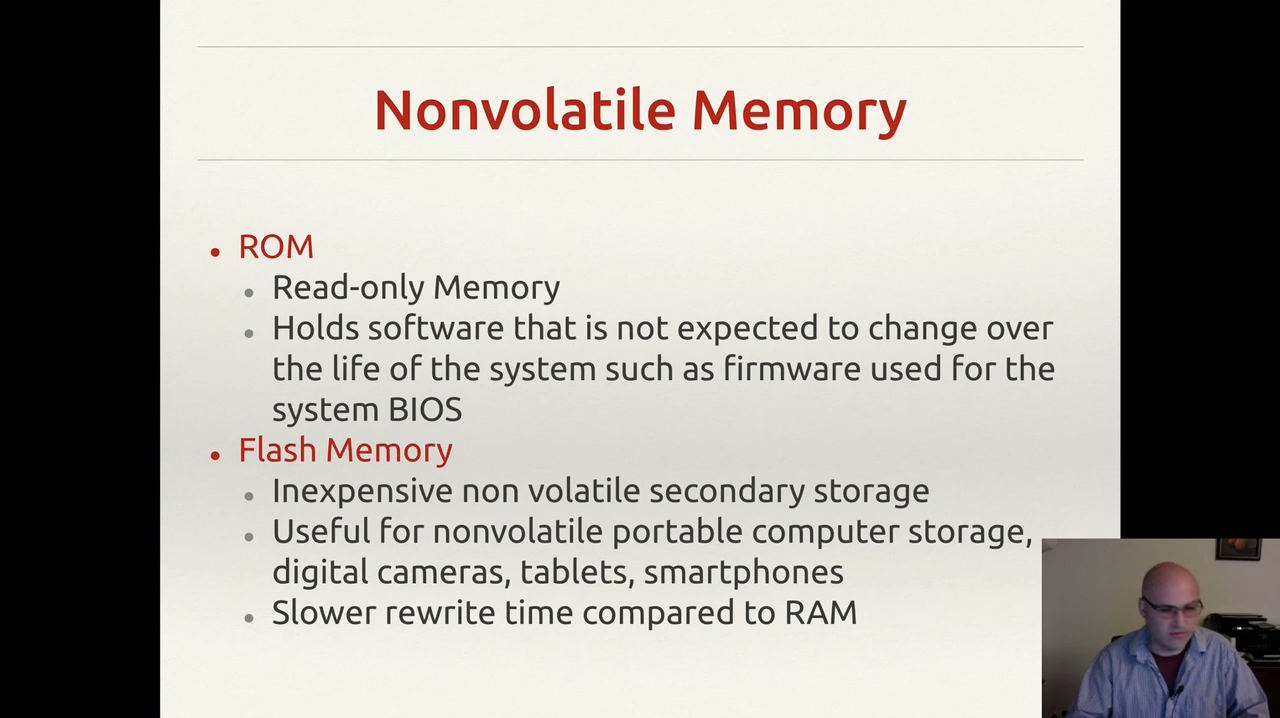 Nonvolatile Memory
ROM
Read-only Memory
Holds software that is not expected to change over
the life of the system such as firmware used for the
system BIOS
Flash Memory
Inexpensive non volatile secondary storage
Useful for nonvolatile portable computer storage,
digital cameras, tablets, smartphones
Slower rewrite time compared to RAM